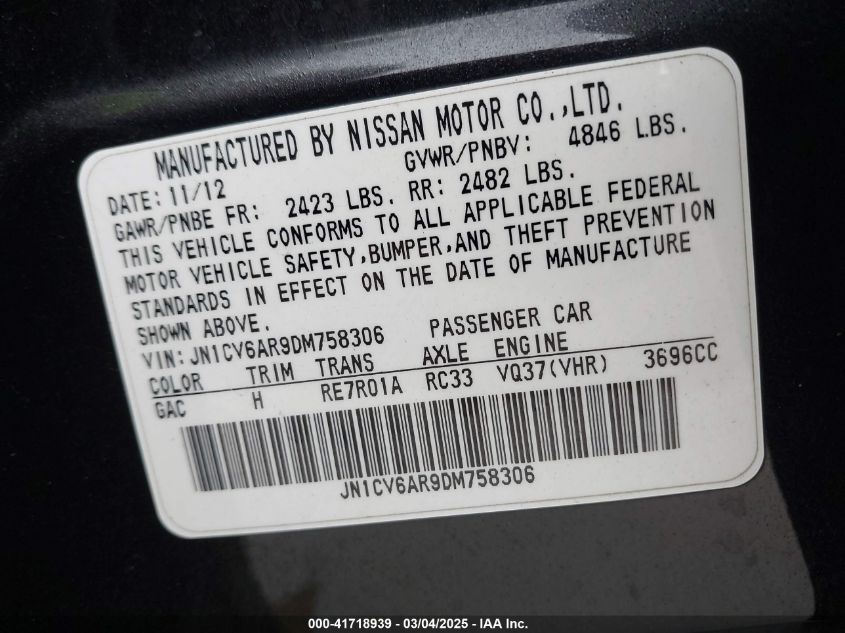 MANUFACTURED BY NISSAN MOTOR CO.,LTD.
DATE: 11/12 GVWR/PNBV: 4846 LBS.
GAWR/PNBE FR: 2423 LBS. RR: 2482 LBS.
THIS VEHICLE CONFORMS TO ALL APPLICABLE FEDERAL
MOTOR VEHICLE SAFETY,BUMPER,AND THEFT PREVENTION
STANDARDS IN EFFECT ON THE DATE OF MANUFACTURE
SHOWN ABOVE.
VIN: JN1CV6AR9DM758306 PASSENGER CAR
COLOR TRIM TRANS AXLE ENGINE
GAC H RE7R01A RC33 VQ37(VHR) 3696CC
JN1CV6AR9DM758306
000-41718939 - 03/04/2025 - IAA Inc.